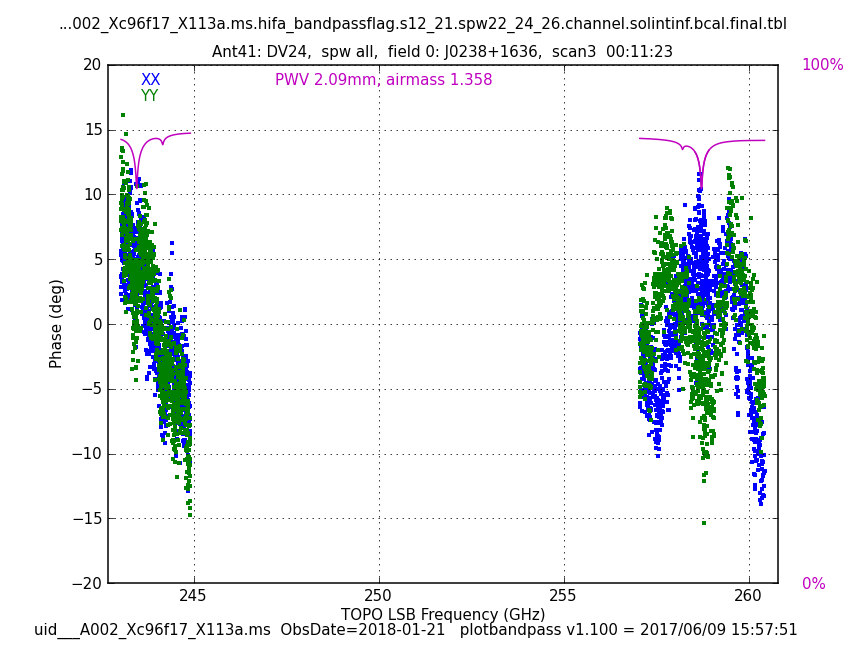 ...002_Xc96f17_X113a.ms.hifa_bandpassflag.s12_21.spw22_24_26.channel.solintinf.bcal.final.tbl
Ant41: DV24,  spw all,  field 0: J0238+1636,  scan3  00:11:23
20
XX
PWV 2.09mm, airmass 1.358
100%
YY
15
10
5
0
−5
−10
−15
−20
0%
Phase (deg)
245
250
255
260
TOPO LSB Frequency (GHz)
uid___A002_Xc96f17_X113a.ms  ObsDate=2018-01-21   plotbandpass v1.100 = 2017/06/09 15:57:51